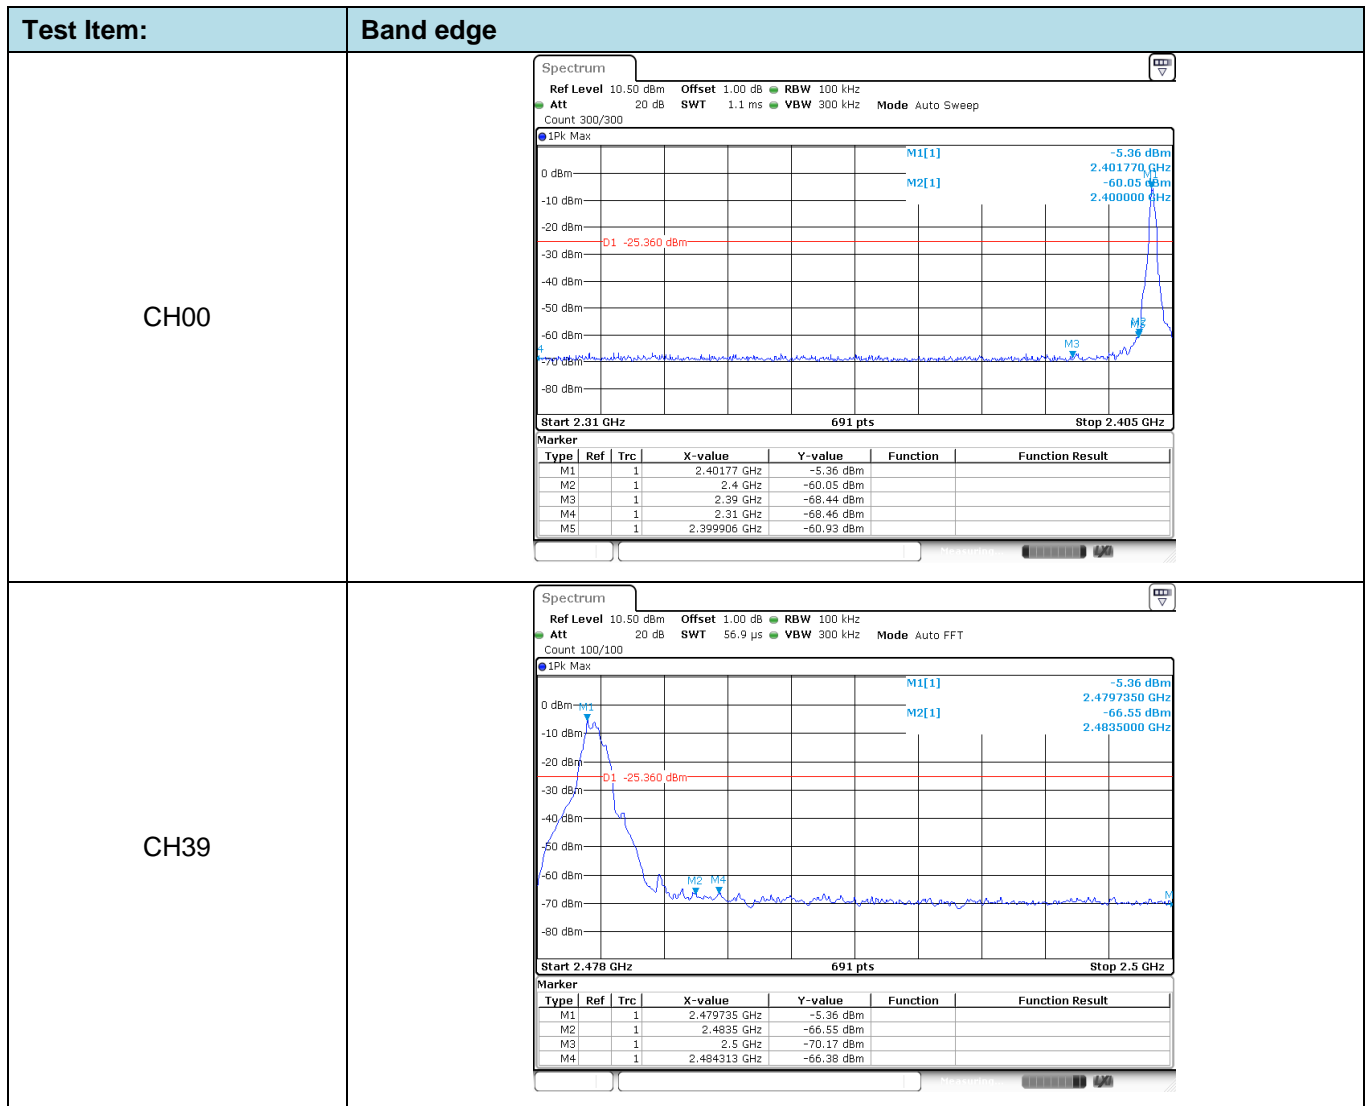 Test Item: Band edge
CH00
Spectrum
Ref Level 10.50 dBm Offset 1.00 dB RBW 100 kHz
Att 20 dB SWT 1.1 ms VBW 300 kHz Mode Auto Sweep
Count 300/300
1Pk Max
M1[1] -5.36 dBm
2.401770 GHz
M2[1] -60.05 dBm
2.400000 GHz
M1
0 dBm
-10 dBm
-20 dBm
D1 -25.360 dBm
-30 dBm
-40 dBm
-50 dBm
-60 dBm
M3
4
-70 dBm
-80 dBm
Start 2.31 GHz 691 pts Stop 2.405 GHz
Marker
Type Ref Trc X-value Y-value Function Function Result
M1 1 2.40177 GHz -5.36 dBm
M2 1 2.4 GHz -60.05 dBm
M3 1 2.39 GHz -68.44 dBm
M4 1 2.31 GHz -68.46 dBm
M5 1 2.399906 GHz -60.93 dBm
Measuring...
CH39
Spectrum
Ref Level 10.50 dBm Offset 1.00 dB RBW 100 kHz
Att 20 dB SWT 56.9 µs VBW 300 kHz Mode Auto FFT
Count 100/100
1Pk Max
M1[1] -5.36 dBm
2.4797350 GHz
M2[1] -66.55 dBm
2.4835000 GHz
0 dBm M1
-10 dBm
-20 dBm
D1 -25.360 dBm
-30 dBm
-40 dBm
-50 dBm
-60 dBm
M2 M4
M
-70 dBm
-80 dBm
Start 2.478 GHz 691 pts Stop 2.5 GHz
Marker
Type Ref Trc X-value Y-value Function Function Result
M1 1 2.479735 GHz -5.36 dBm
M2 1 2.4835 GHz -66.55 dBm
M3 1 2.5 GHz -70.17 dBm
M4 1 2.484313 GHz -66.38 dBm
Measuring...